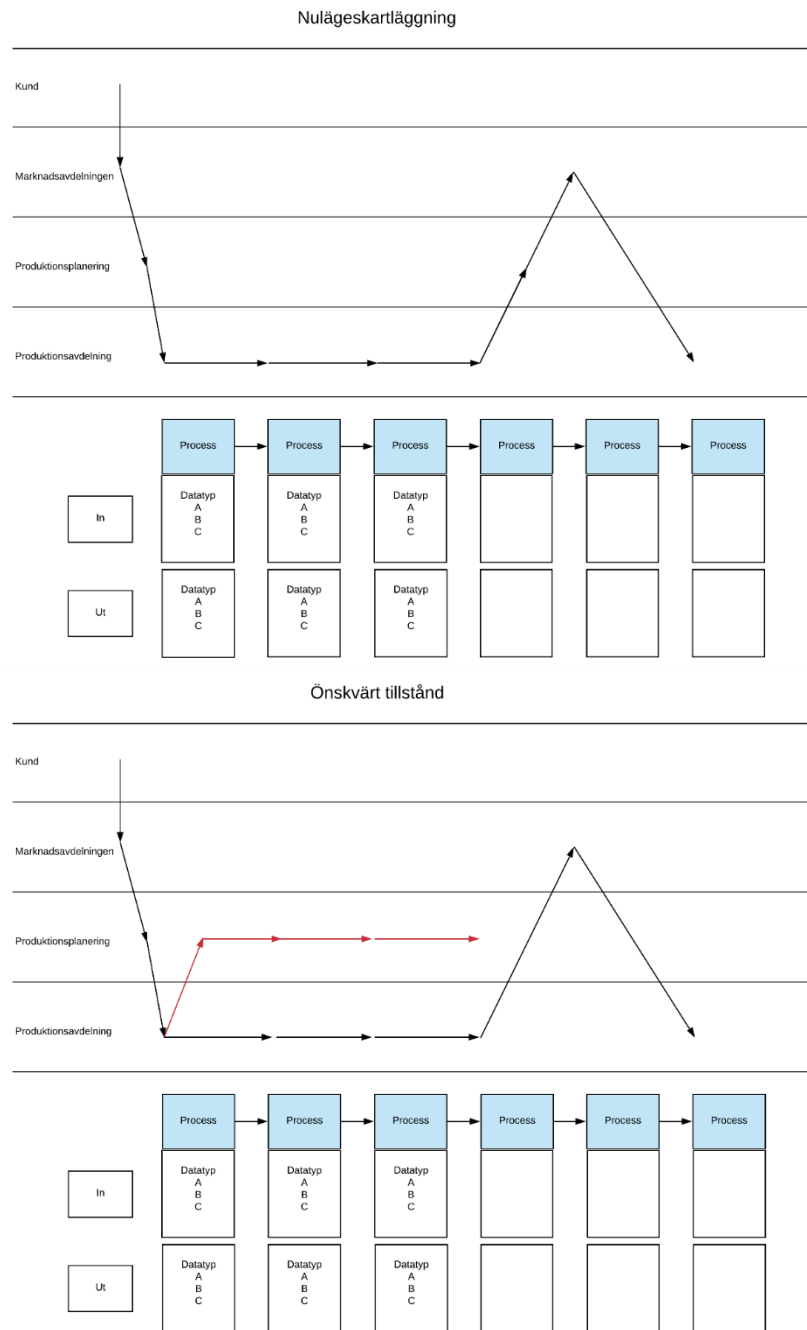 Nulägeskartläggning
Kund
Marknadsavdelningen
Produktionsplanering
Produktionsavdelning
Process Process Process Process Process Process
In
Datatyp Datatyp Datatyp
A A A
B B B
C C C
Ut
Datatyp Datatyp Datatyp
A A A
B B B
C C C
Önskvärt tillstånd
Kund
Marknadsavdelningen
Produktionsplanering
Produktionsavdelning
Process Process Process Process Process Process
In
Datatyp Datatyp Datatyp
A A A
B B B
C C C
Ut
Datatyp Datatyp Datatyp
A A A
B B B
C C C